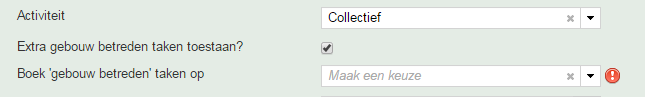 Activiteit Collectief
Extra gebouw betreden taken toestaan?
Boek 'gebouw betreden' taken op Maak een keuze